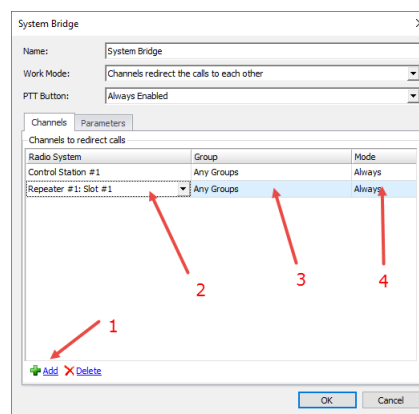 System Bridge
Name: System Bridge
Work Mode: Channels redirect the calls to each other
PTT Button: Always Enabled
Channels Parameters
Channels to redirect calls
Radio System Group Mode
Control Station #1 Any Groups Always
Repeater #1: Slot #1 Any Groups Always
2 3 4
1
Add Delete
OK Cancel